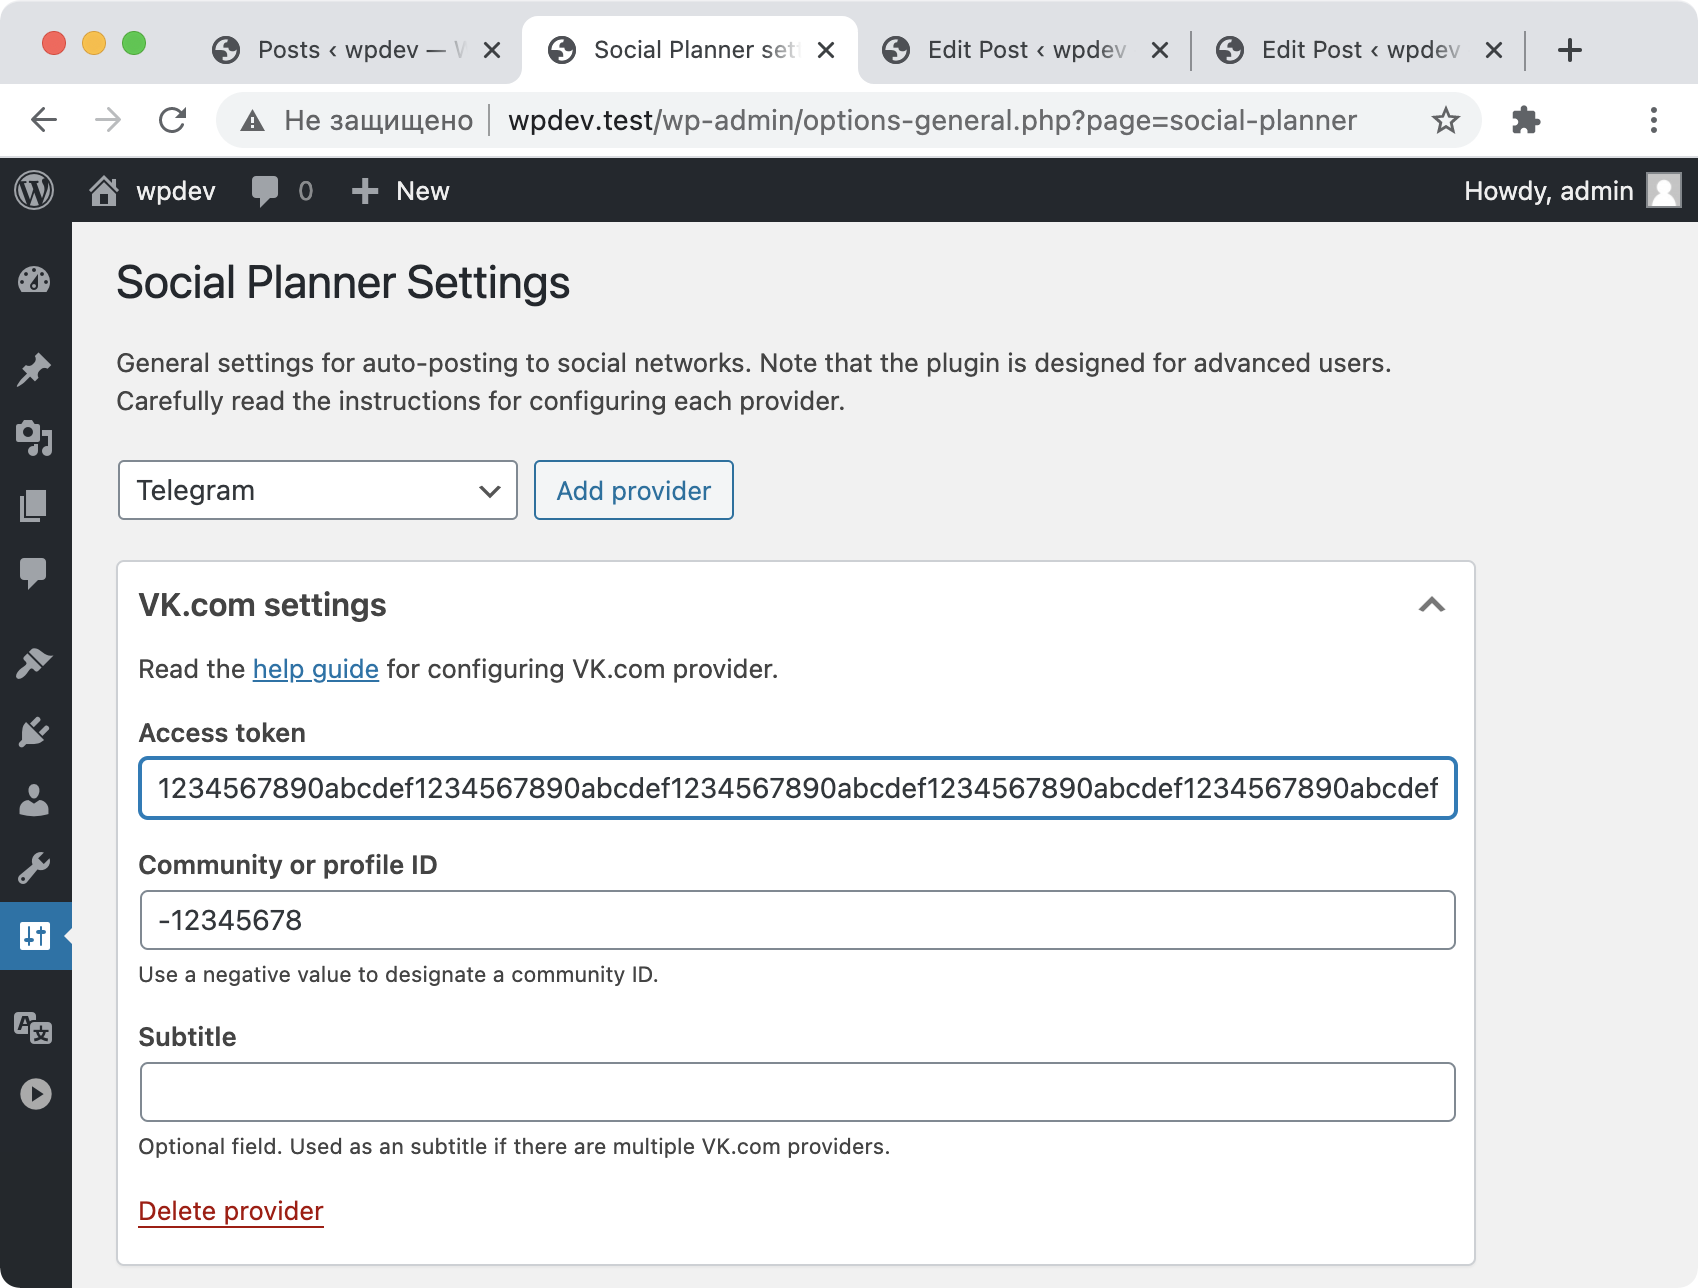 Posts ‹ wpdev — W
Social Planner set
Edit Post ‹ wpdev
Edit Post ‹ wpdev
Не защищено
wpdev.test/wp-admin/options-general.php?page=social-planner
wpdev
0
New
Howdy, admin
Social Planner Settings
General settings for auto-posting to social networks. Note that the plugin is designed for advanced users.
Carefully read the instructions for configuring each provider.
Telegram
Add provider
VK.com settings
Read the help guide for configuring VK.com provider.
Access token
1234567890abcdef1234567890abcdef1234567890abcdef1234567890abcdef1234567890abcdef
Community or profile ID
-12345678
Use a negative value to designate a community ID.
Subtitle
Optional field. Used as an subtitle if there are multiple VK.com providers.
Delete provider